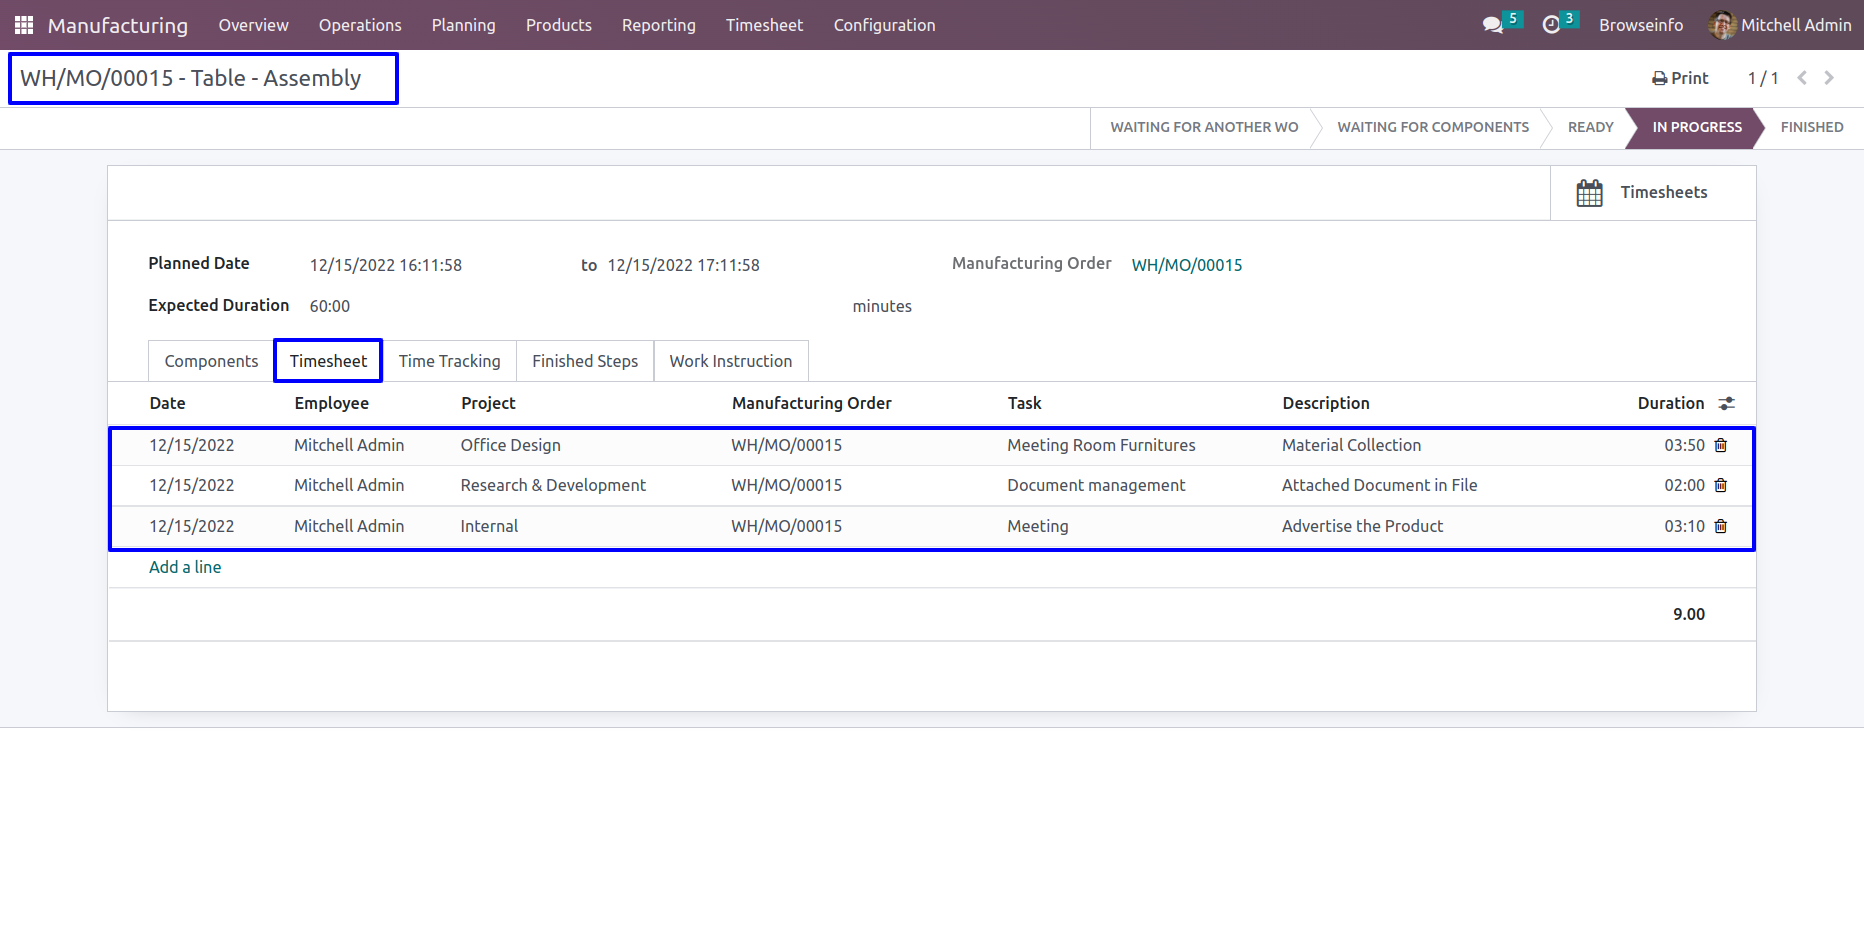 Manufacturing Overview Operations Planning Products Reporting Timesheet Configuration 5 3 Browseinfo Mitchell Admin
WH/MO/00015 - Table - Assembly Print 1 / 1
WAITING FOR ANOTHER WO WAITING FOR COMPONENTS READY IN PROGRESS FINISHED
Timesheets
Planned Date 12/15/2022 16:11:58 to 12/15/2022 17:11:58 Manufacturing Order WH/MO/00015
Expected Duration 60:00 minutes
Components Timesheet Time Tracking Finished Steps Work Instruction
Date Employee Project Manufacturing Order Task Description Duration
12/15/2022 Mitchell Admin Office Design WH/MO/00015 Meeting Room Furnitures Material Collection 03:50
12/15/2022 Mitchell Admin Research & Development WH/MO/00015 Document management Attached Document in File 02:00
12/15/2022 Mitchell Admin Internal WH/MO/00015 Meeting Advertise the Product 03:10
Add a line
9.00